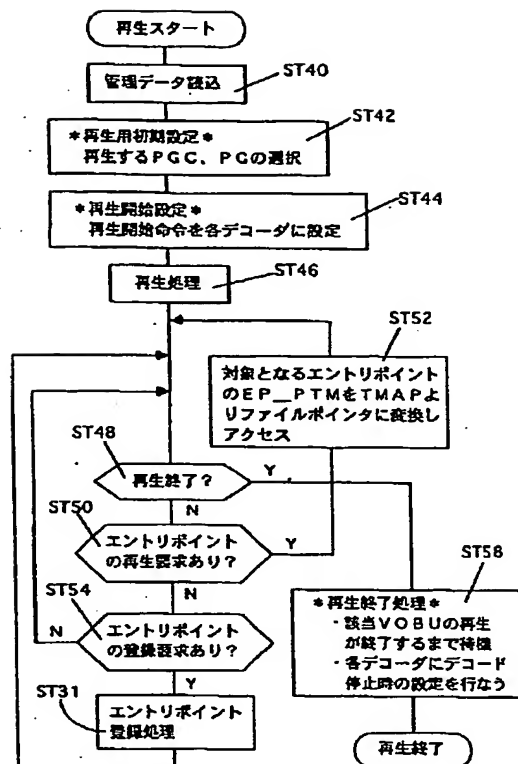 再生スタート
ST40
管理データ読込
ST42
＊再生用初期設定＊
再生するＰＧＣ、ＰＧの選択
ST44
＊再生開始設定＊
再生開始命令を各デコーダに設定
ST46
再生処理
ST52
対象となるエントリポイント
のＥＰ＿ＰＴＭをＴＭＡＰよ
りファイルポインタに変換し
アクセス
ST48
再生終了？
Y
N
ST50
エントリポイント
の再生要求あり？
Y
N
ST54
エントリポイント
の登録要求あり？
N
Y
ST58
＊再生終了処理＊
・該当ＶＯＢＵの再生
が終了するまで待機
・各デコーダにデコード
停止時の設定を行なう
ST31
エントリポイント
登録処理
再生終了